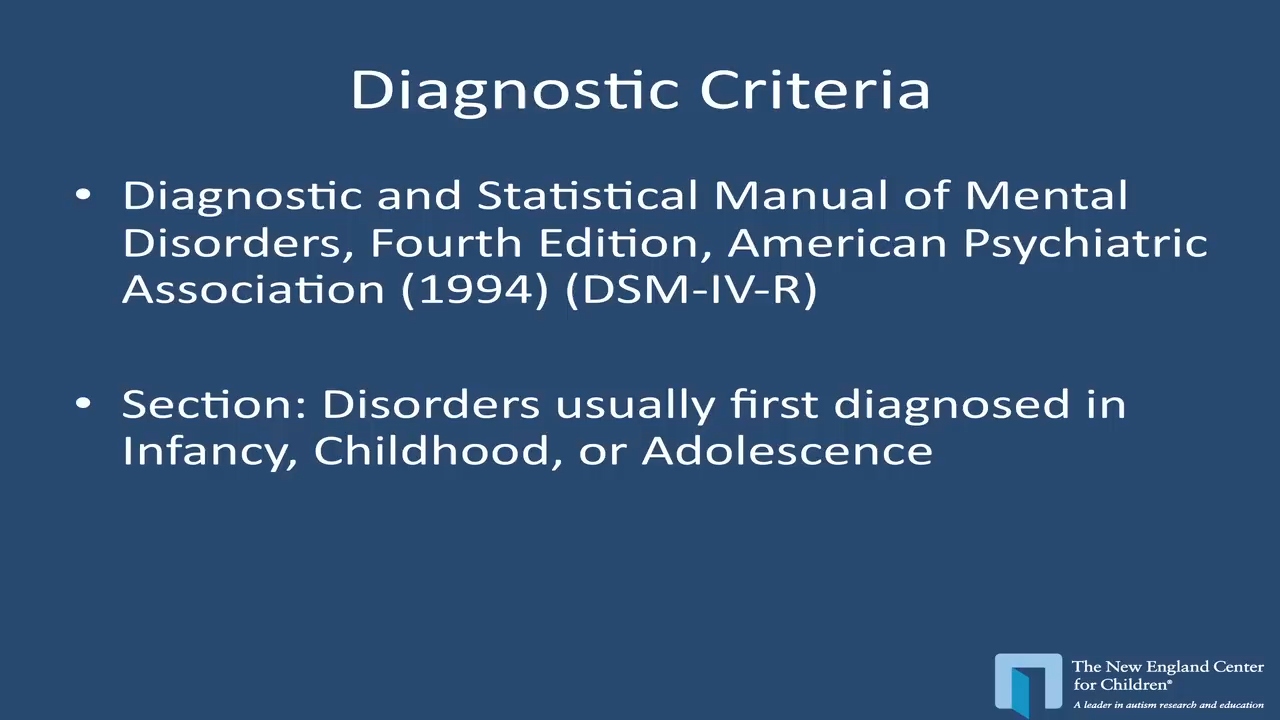 Diagnostic Criteria
• Diagnostic and Statistical Manual of Mental
Disorders, Fourth Edition, American Psychiatric
Association (1994) (DSM-IV-R)
• Section: Disorders usually first diagnosed in
Infancy, Childhood, or Adolescence
The New England Center
for Children®
A leader in autism research and education